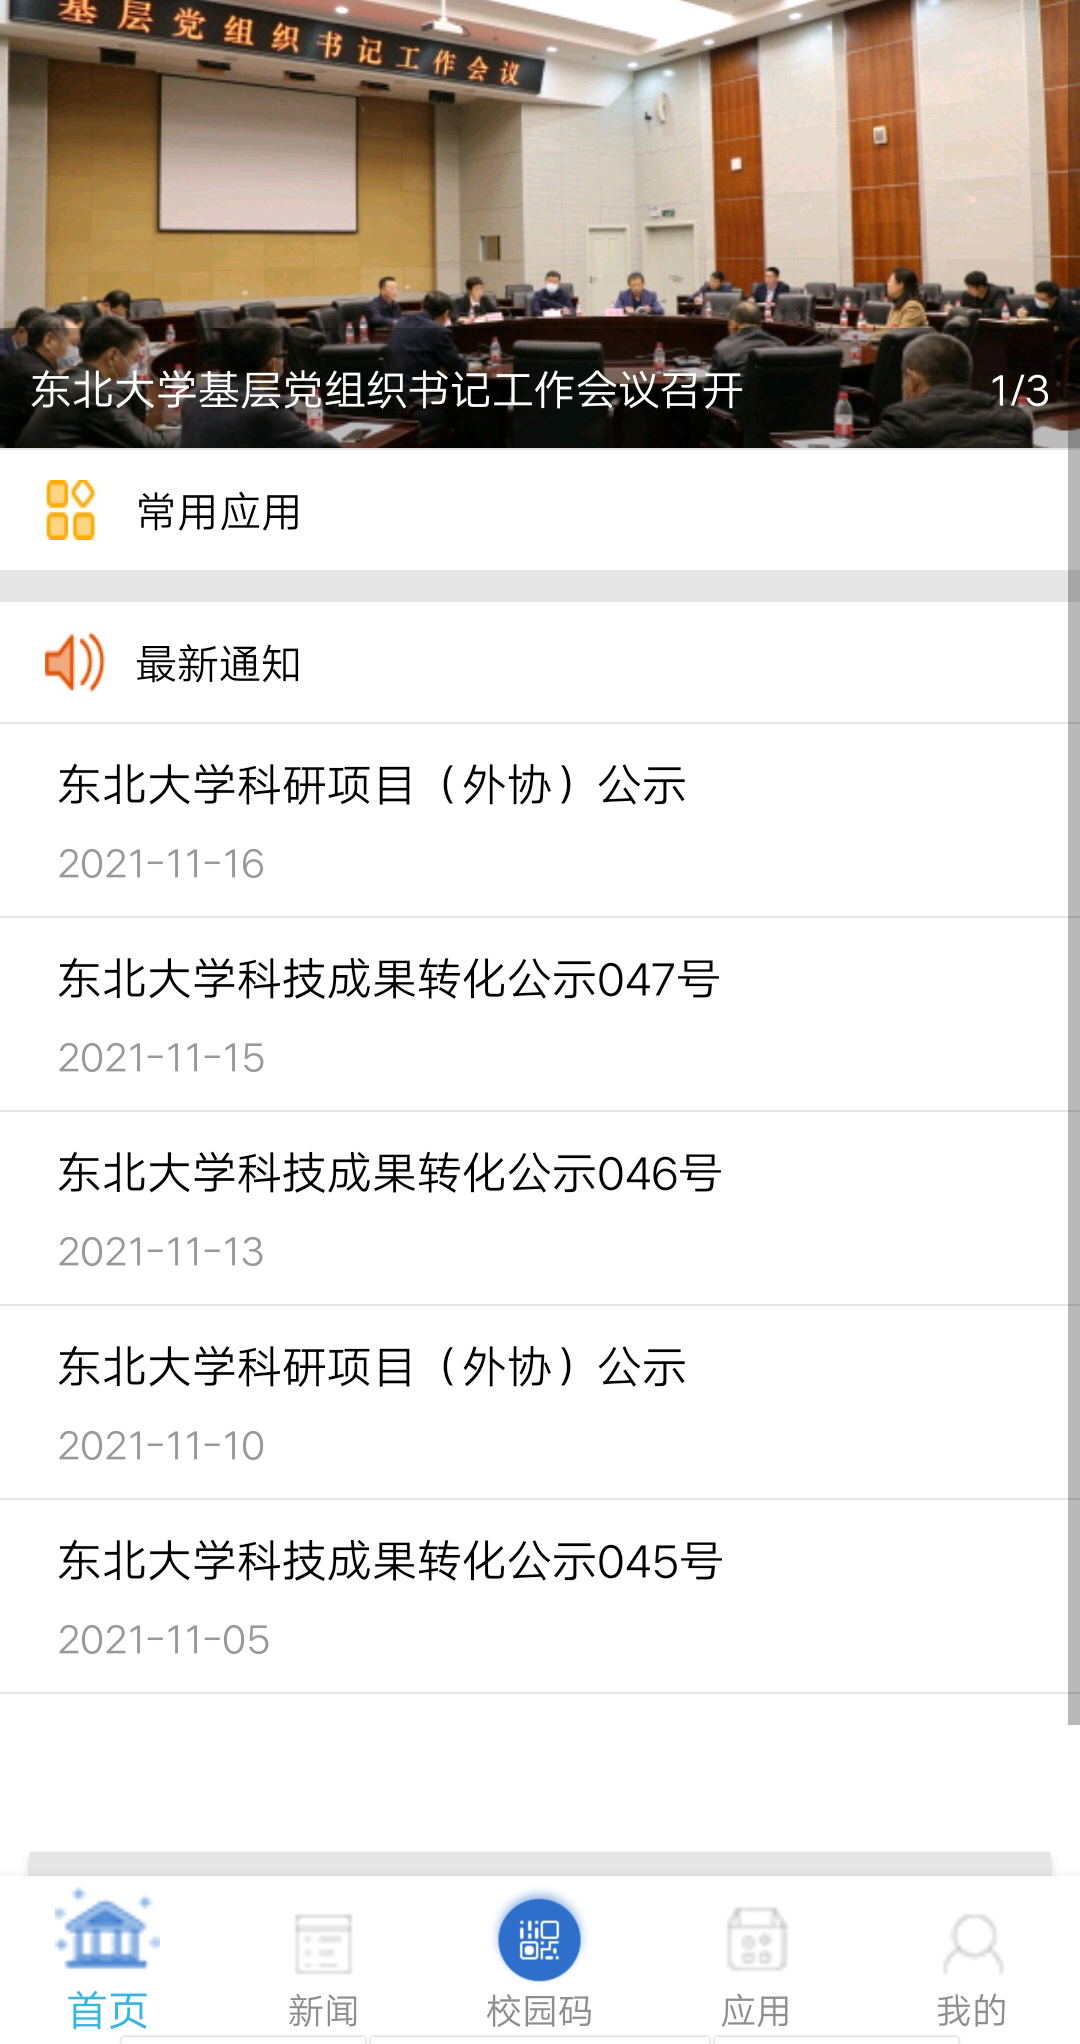 基层党组织书记工作会议
东北大学基层党组织书记工作会议召开
1/3
常用应用
最新通知
东北大学科研项目（外协）公示
2021-11-16
东北大学科技成果转化公示047号
2021-11-15
东北大学科技成果转化公示046号
2021-11-13
东北大学科研项目（外协）公示
2021-11-10
东北大学科技成果转化公示045号
2021-11-05
首页
新闻
校园码
应用
我的